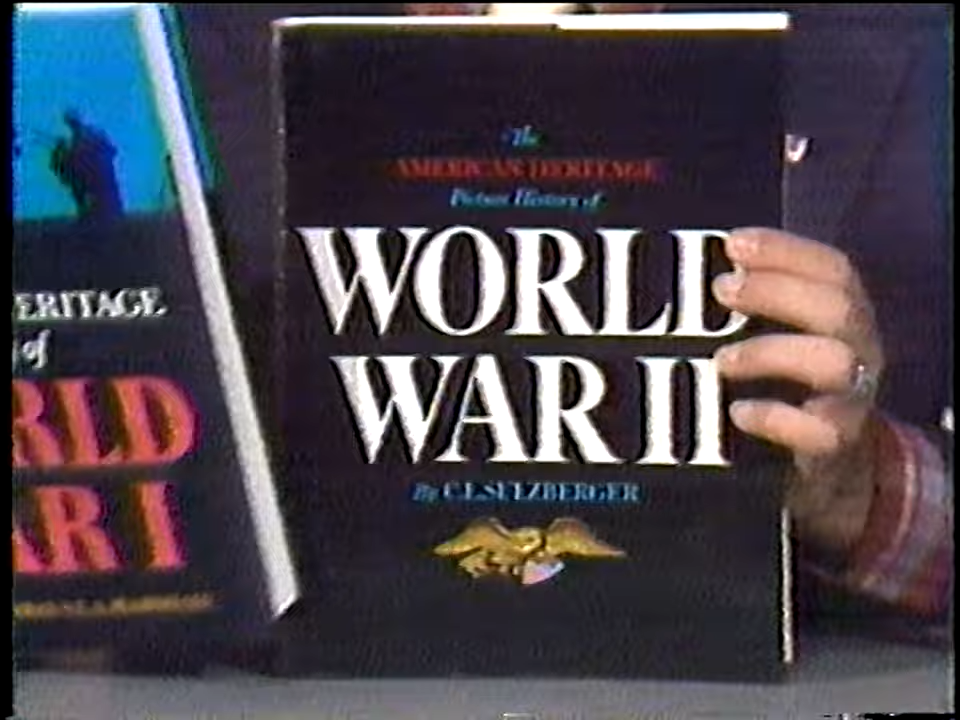 ERITAGE
of
RLD
AR I
The
AMERICAN HERITAGE
Picture History of
WORLD
WAR II
By C.L. SULZBERGER